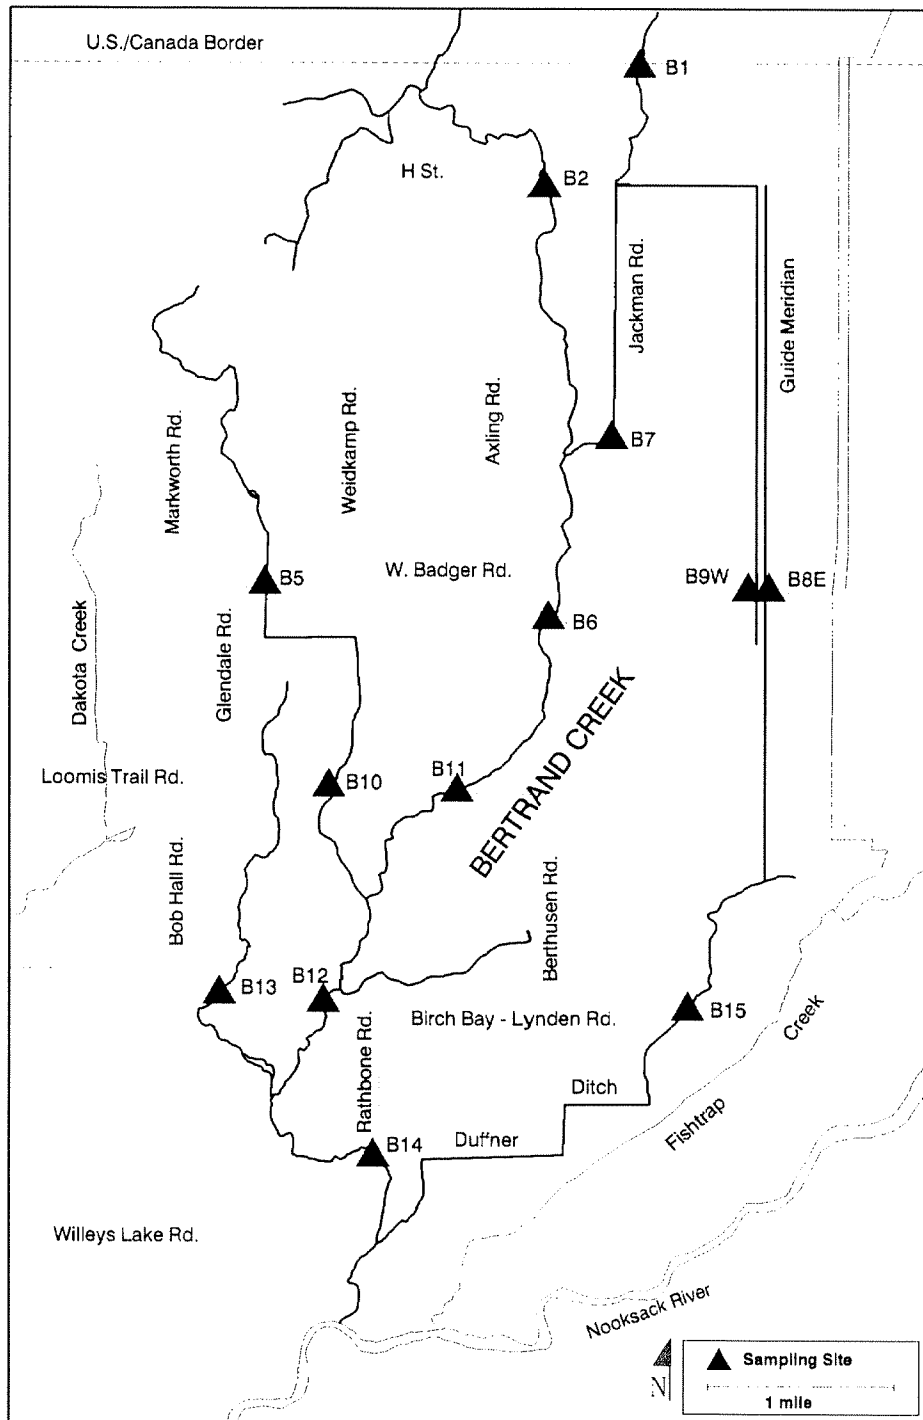 U.S./Canada Border
B1
H St.
B2
Jackman Rd.
Guide Meridian
Markworth Rd.
Weidkamp Rd.
Axling Rd.
B7
B5
W. Badger Rd.
B9W
B8E
B6
Dakota Creek
Glendale Rd.
BERTRAND CREEK
Loomis Trail Rd.
B10
B11
Bob Hall Rd.
Berthusen Rd.
B13
B12
B15
Birch Bay - Lynden Rd.
Rathbone Rd.
Creek
Fishtrap
Ditch
Duffner
B14
Willeys Lake Rd.
Nooksack River
N
Sampling Site
1 mile